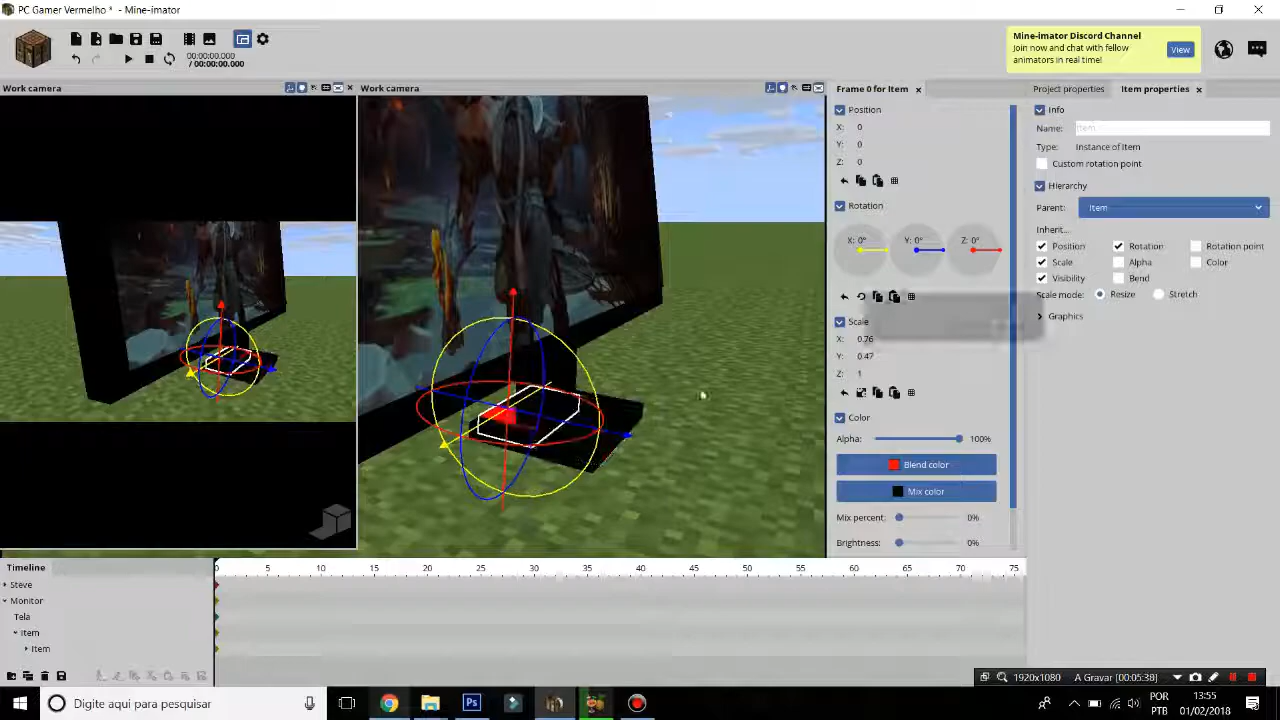 PC Gamer Vermelho * - Mine-imator
00:00:00.000
/ 00:00:00.000
Mine-imator Discord Channel
Join now and chat with fellow
animators in real time!
View
Work camera
Work camera
Frame 0 for Item
Position
X: 0
Y: 0
Z: 0
Rotation
X: 0° Y: 0° Z: 0°
Scale
X: 0.76
Y: 0.47
Z: 1
Color
Alpha: 100%
Blend color
Mix color
Mix percent: 0%
Brightness: 0%
Project properties
Item properties
Info
Name: Item
Type: Instance of Item
Custom rotation point
Hierarchy
Parent: Item
Inherit...
Position Rotation Rotation point
Scale Alpha Color
Visibility Bend
Scale mode: Resize Stretch
Graphics
Timeline
0 5 10 15 20 25 30 35 40 45 50 55 60 65 70 75
Steve
Monitor
Tela
Item
Item
1920x1080 A Gravar [00:05:38]
Digite aqui para pesquisar
Ps
POR
PTB
13:55
01/02/2018